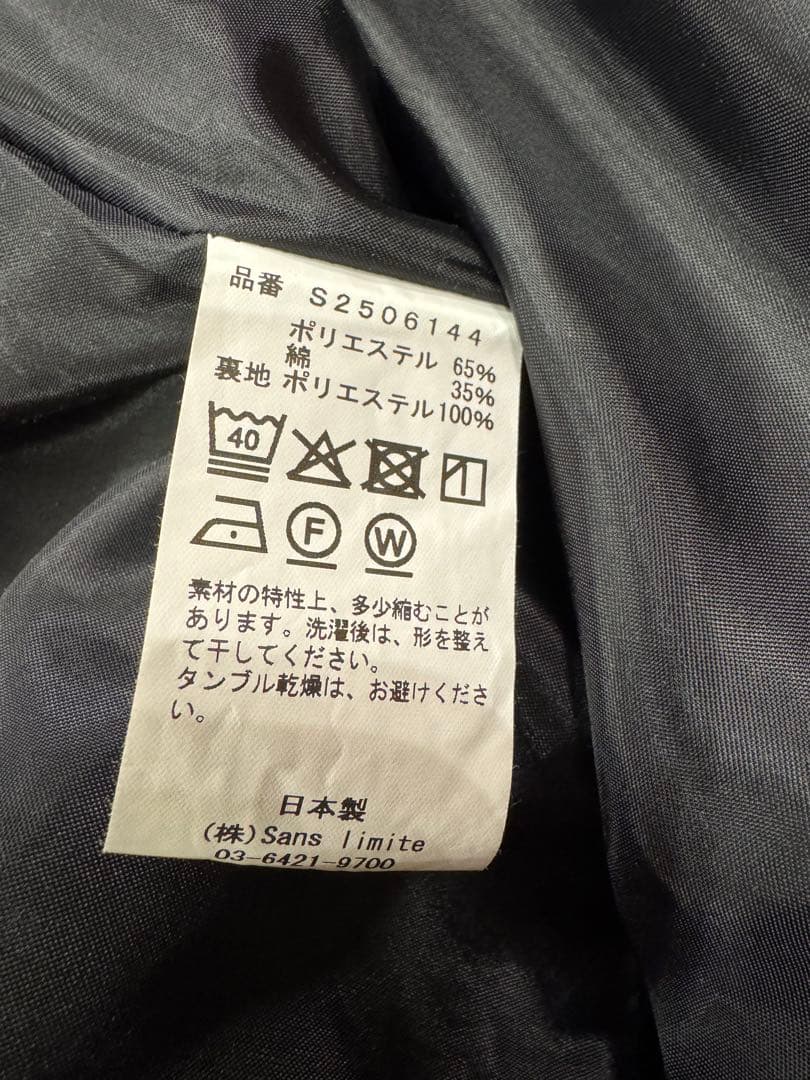 品番 S2506144
ポリエステル 65%
綿 35%
裏地 ポリエステル100%
40
F W
素材の特性上、多少縮むことが
あります。洗濯後は、形を整え
て干してください。
タンブル乾燥は、お避けくださ
い。
日本製
(株)Sans limite
03-6421-9700